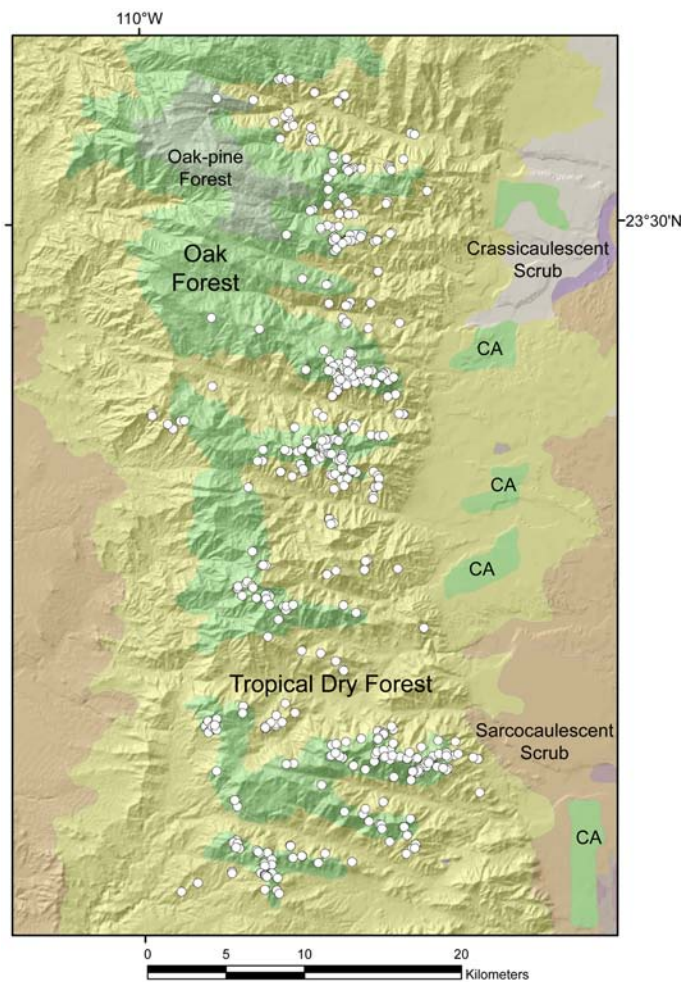 110°W
Oak-pine
Forest
23°30'N
Oak
Forest
Crassicaulescent
Scrub
CA
CA
CA
Tropical Dry Forest
Sarcocaulescent
Scrub
CA
0 5 10 20
Kilometers